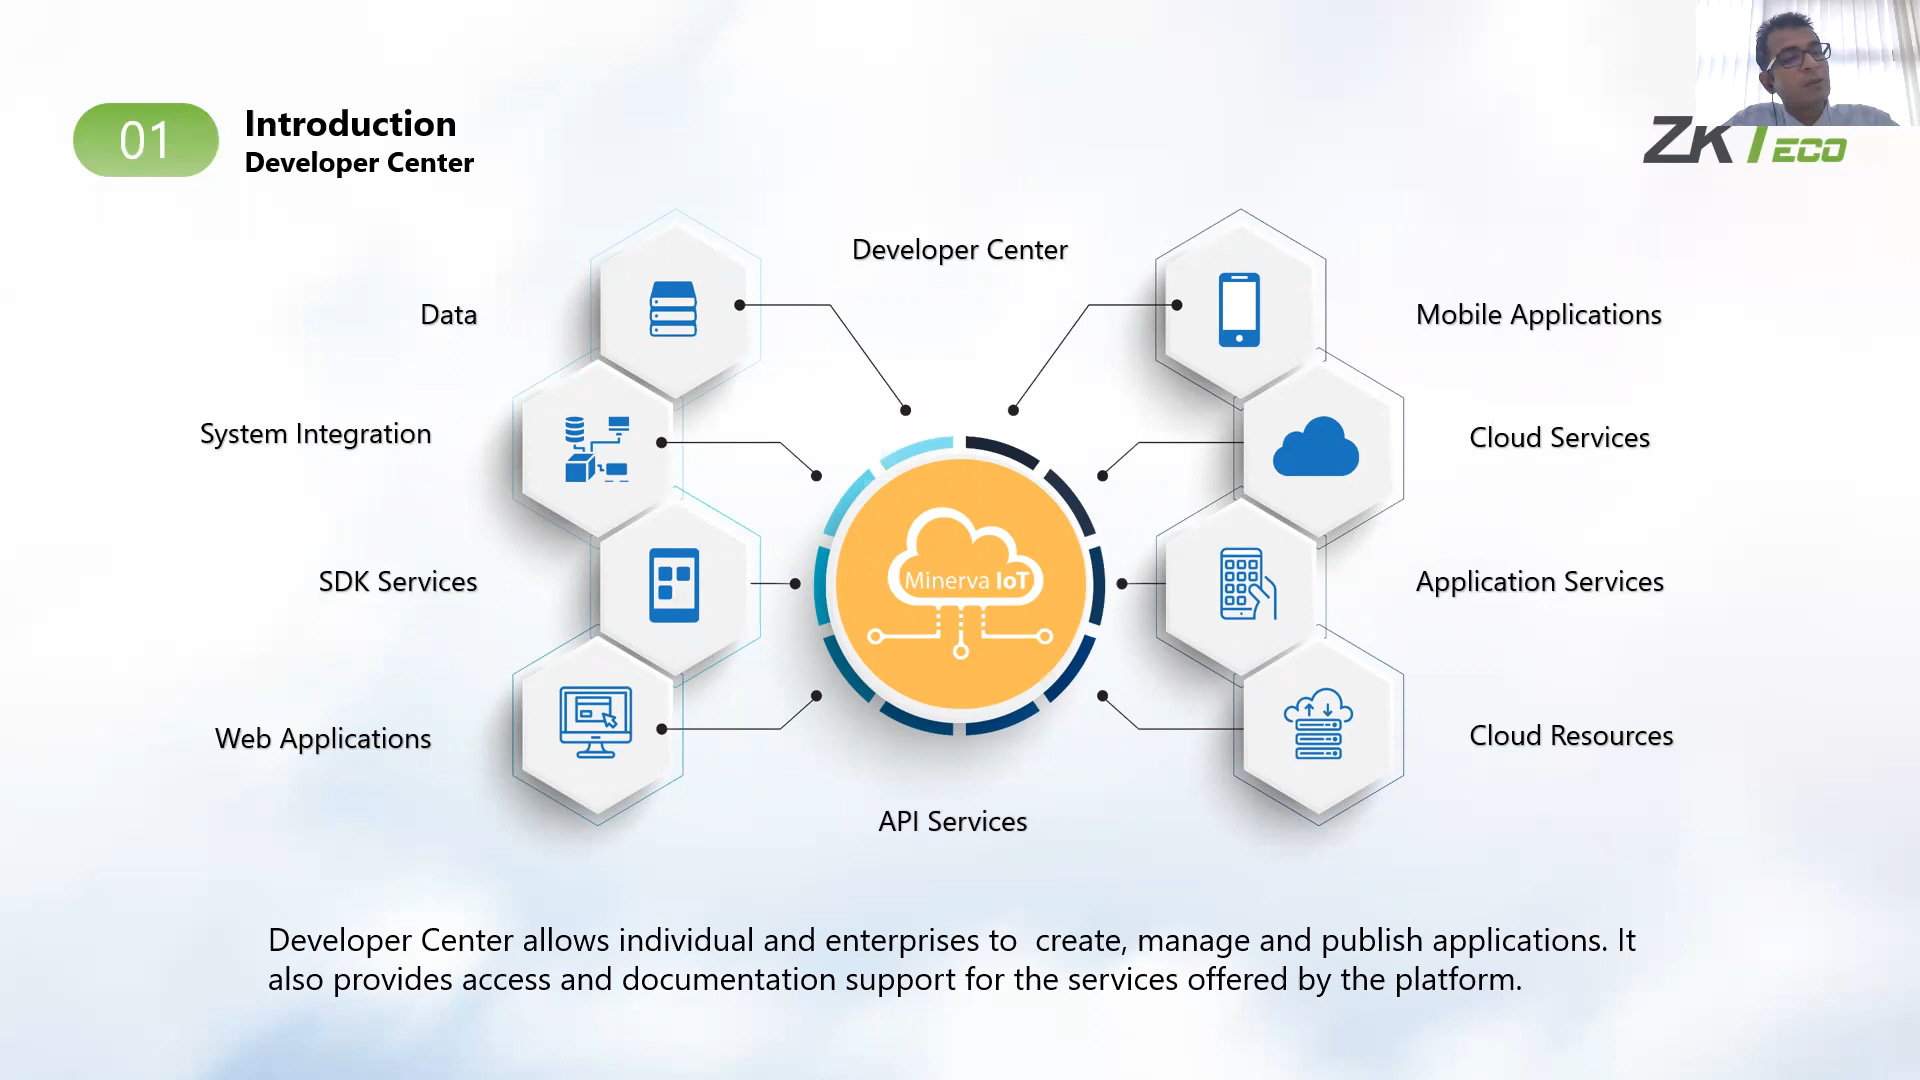 01
Introduction
Developer Center
ZKTECO
Developer Center
Data
Mobile Applications
System Integration
Cloud Services
Minerva IoT
SDK Services
Application Services
Web Applications
Cloud Resources
API Services
Developer Center allows individual and enterprises to  create, manage and publish applications. It
also provides access and documentation support for the services offered by the platform.